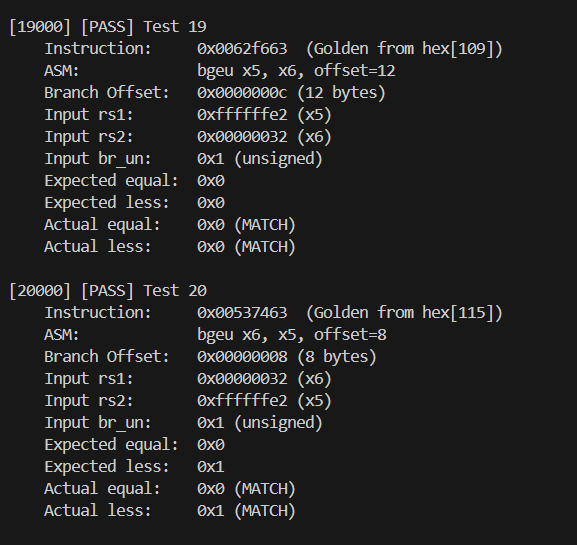 [19000] [PASS] Test 19
Instruction: 0x0062f663 (Golden from hex[109])
ASM: bgeu x5, x6, offset=12
Branch Offset: 0x0000000c (12 bytes)
Input rs1: 0xffffffe2 (x5)
Input rs2: 0x00000032 (x6)
Input br_un: 0x1 (unsigned)
Expected equal: 0x0
Expected less: 0x0
Actual equal: 0x0 (MATCH)
Actual less: 0x0 (MATCH)
[20000] [PASS] Test 20
Instruction: 0x00537463 (Golden from hex[115])
ASM: bgeu x6, x5, offset=8
Branch Offset: 0x00000008 (8 bytes)
Input rs1: 0x00000032 (x6)
Input rs2: 0xffffffe2 (x5)
Input br_un: 0x1 (unsigned)
Expected equal: 0x0
Expected less: 0x1
Actual equal: 0x0 (MATCH)
Actual less: 0x1 (MATCH)